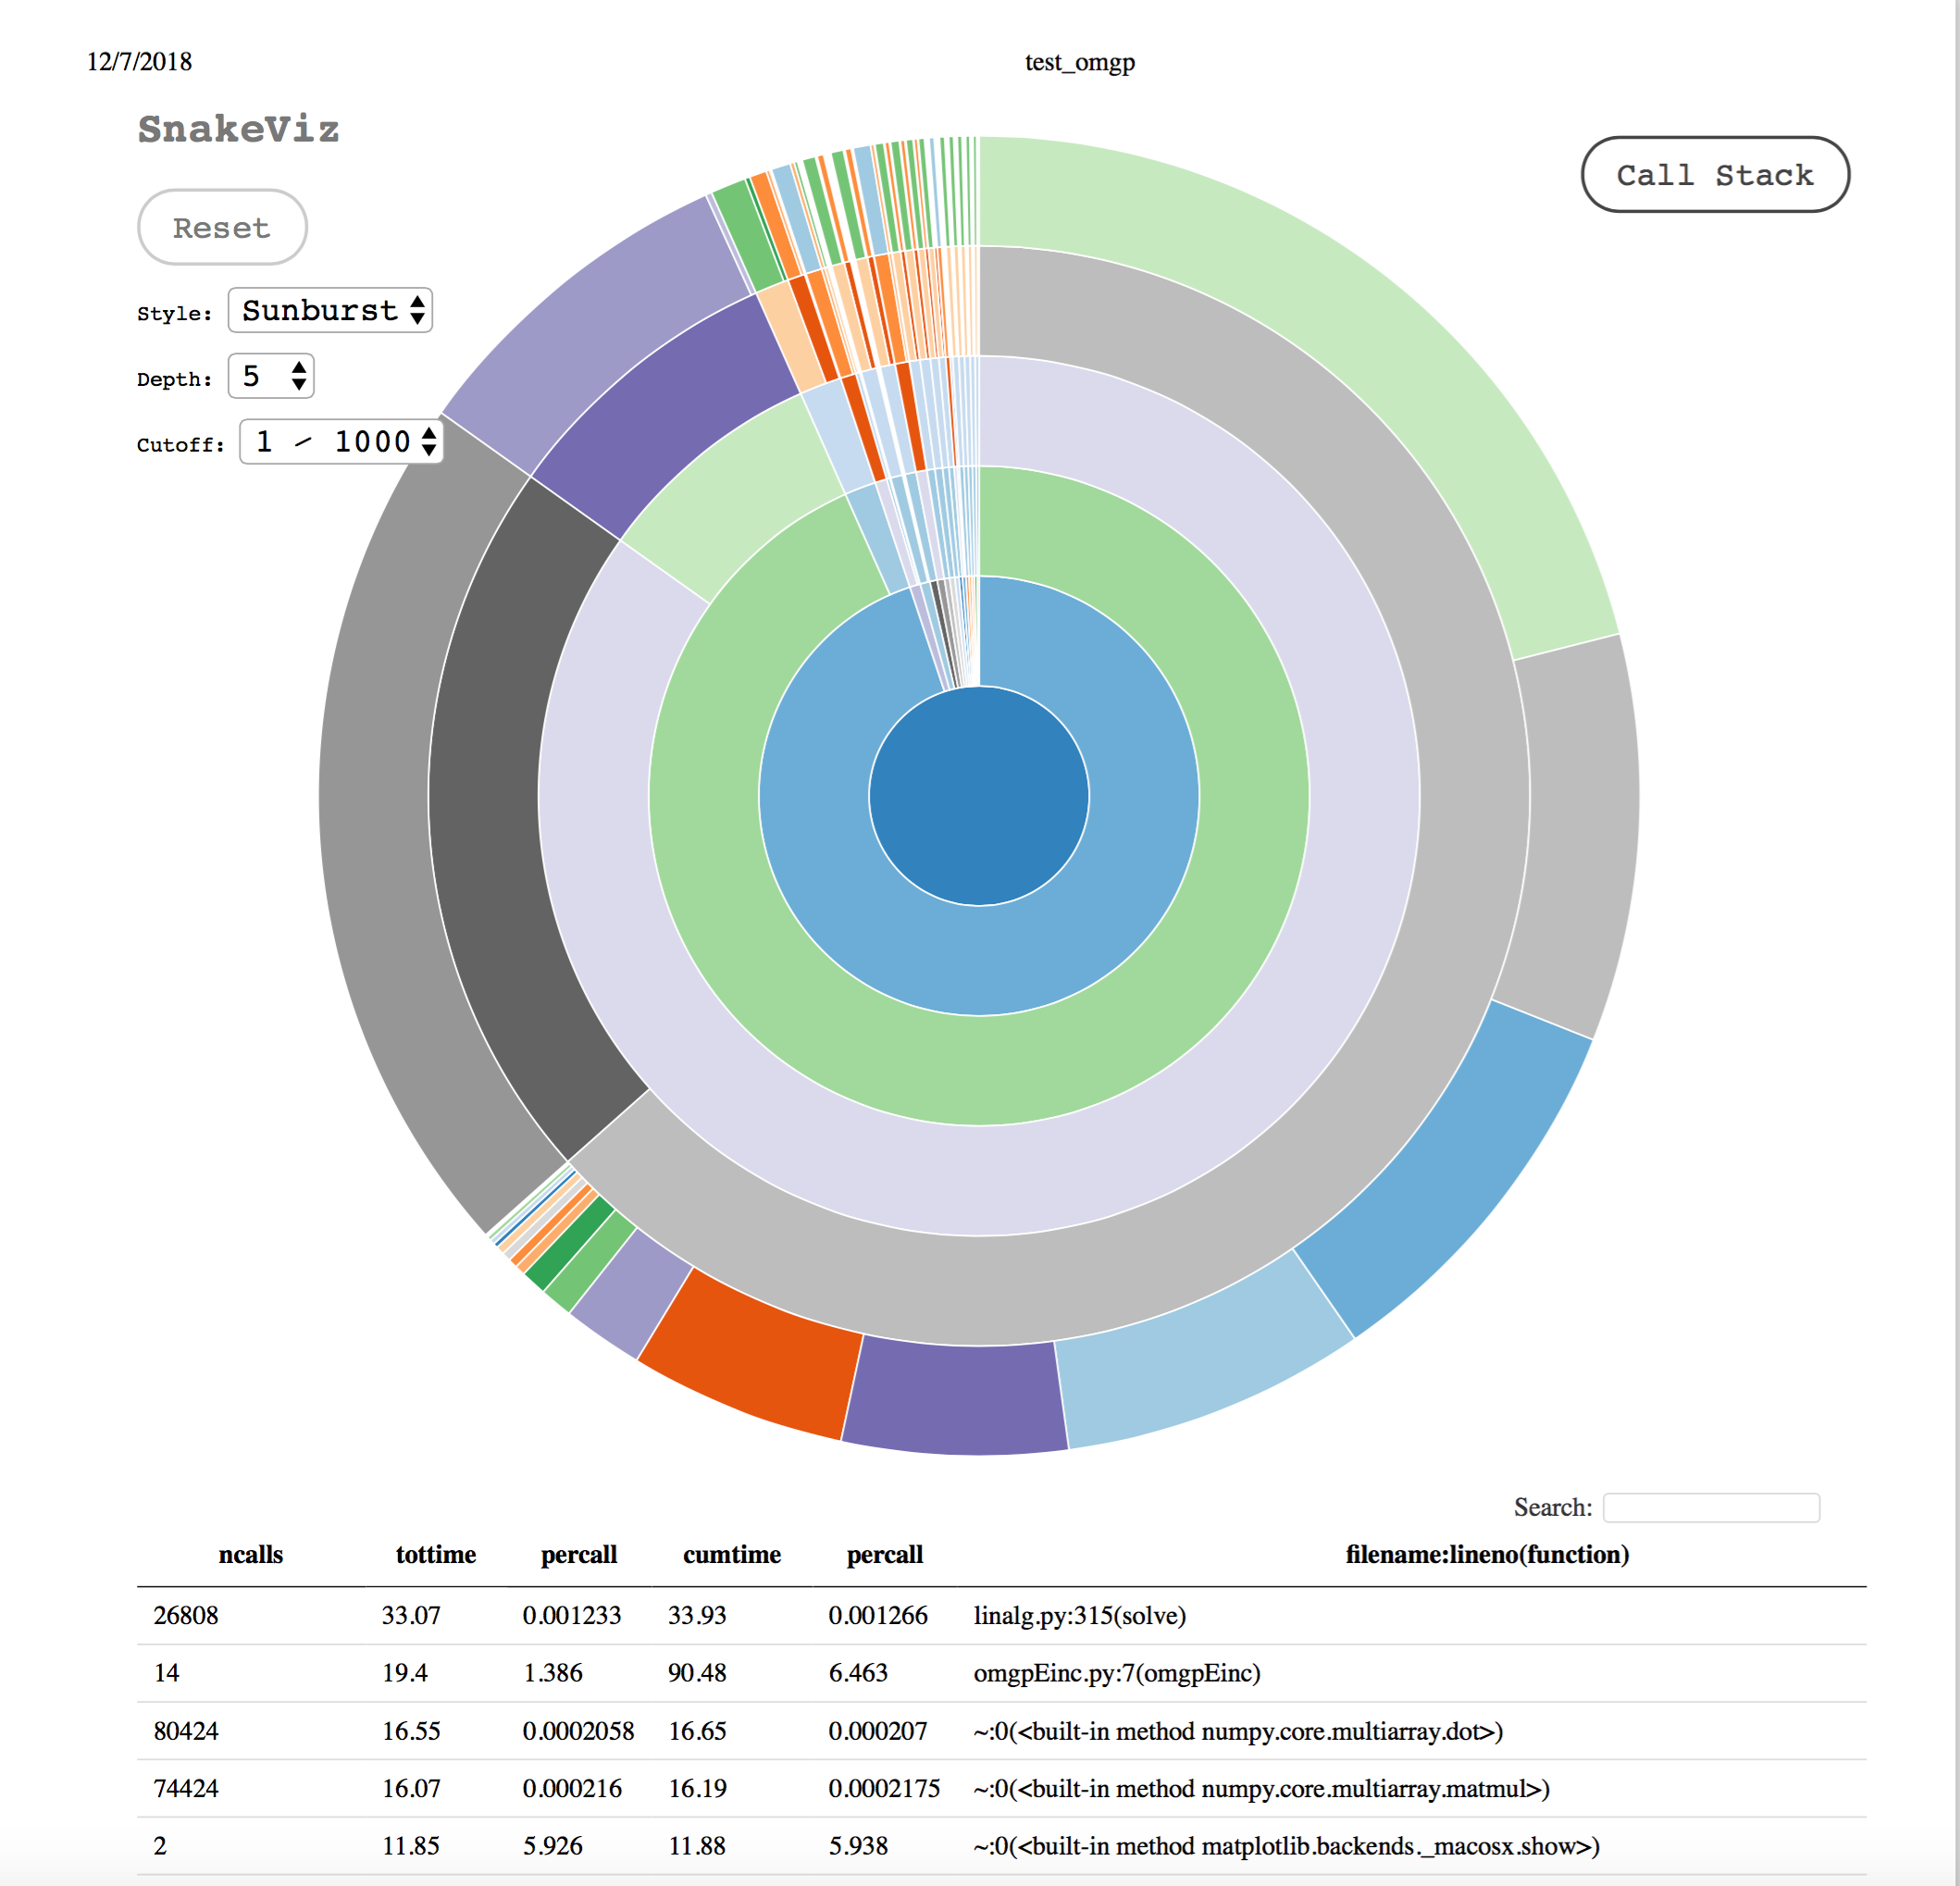 12/7/2018 test_omgp
SnakeViz
Call Stack
Reset
Style: Sunburst
Depth: 5
Cutoff: 1 / 1000
Search:
ncalls tottime percall cumtime percall filename:lineno(function)
26808 33.07 0.001233 33.93 0.001266 linalg.py:315(solve)
14 19.4 1.386 90.48 6.463 omgpEinc.py:7(omgpEinc)
80424 16.55 0.0002058 16.65 0.000207 ~:0(<built-in method numpy.core.multiarray.dot>)
74424 16.07 0.000216 16.19 0.0002175 ~:0(<built-in method numpy.core.multiarray.matmul>)
2 11.85 5.926 11.88 5.938 ~:0(<built-in method matplotlib.backends._macosx.show>)